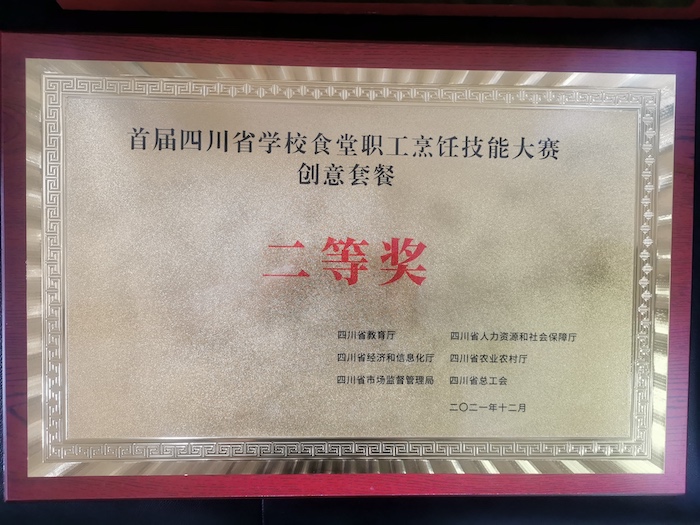 首届四川省学校食堂职工烹饪技能大赛
创意套餐
二等奖
四川省教育厅 四川省人力资源和社会保障厅
四川省经济和信息化厅 四川省农业农村厅
四川省市场监督管理局 四川省总工会
二〇二一年十二月